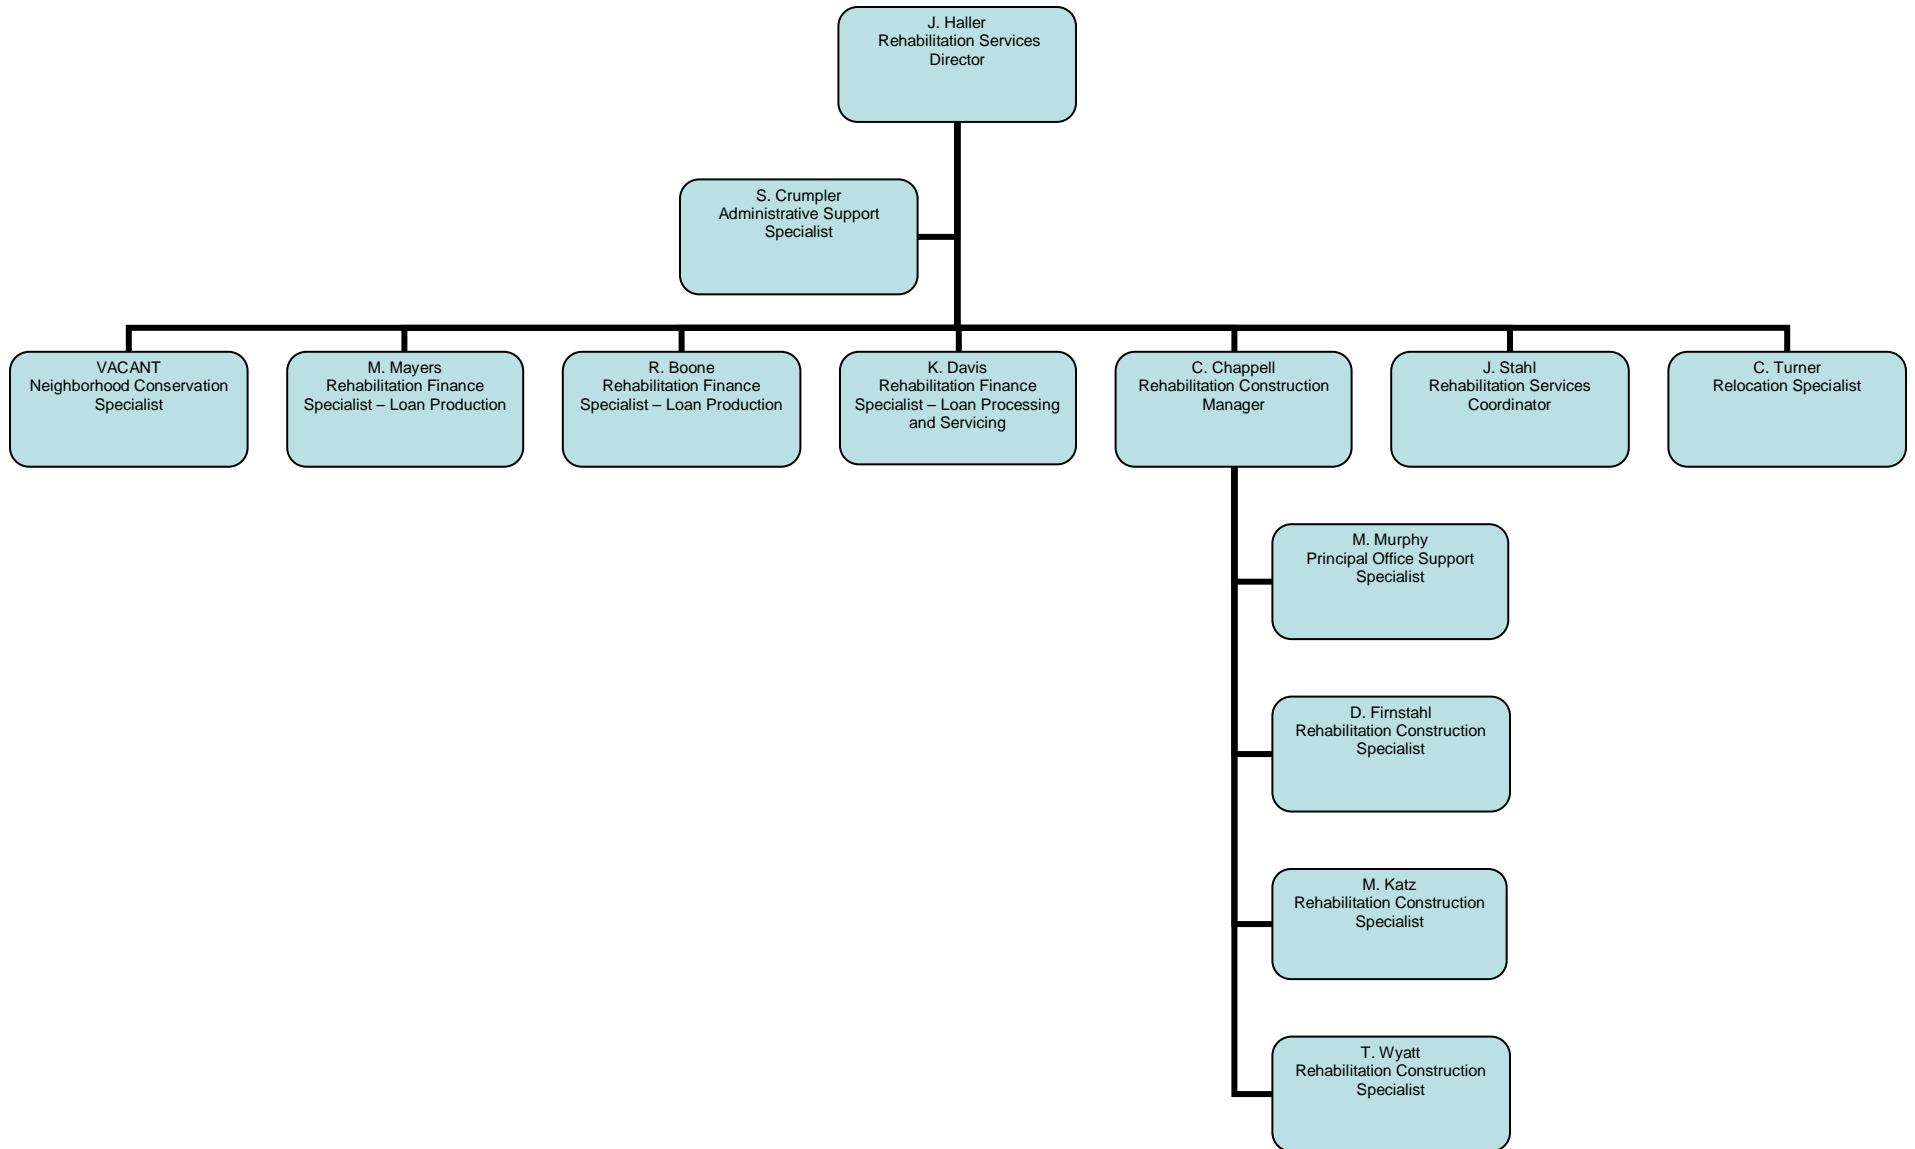 J. Haller
Rehabilitation Services
Director
S. Crumpler
Administrative Support
Specialist
VACANT
Neighborhood Conservation
Specialist
M. Mayers
Rehabilitation Finance
Specialist – Loan Production
R. Boone
Rehabilitation Finance
Specialist – Loan Production
K. Davis
Rehabilitation Finance
Specialist – Loan Processing
and Servicing
C. Chappell
Rehabilitation Construction
Manager
J. Stahl
Rehabilitation Services
Coordinator
C. Turner
Relocation Specialist
M. Murphy
Principal Office Support
Specialist
D. Firnstahl
Rehabilitation Construction
Specialist
M. Katz
Rehabilitation Construction
Specialist
T. Wyatt
Rehabilitation Construction
Specialist